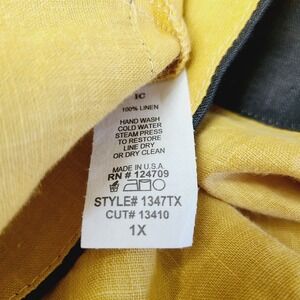 IC
100% LINEN
HAND WASH
COLD WATER
STEAM PRESS
TO RESTORE
LINE DRY
OR DRY CLEAN
MADE IN U.S.A.
RN # 124709
STYLE# 1347TX
CUT# 13410
1X